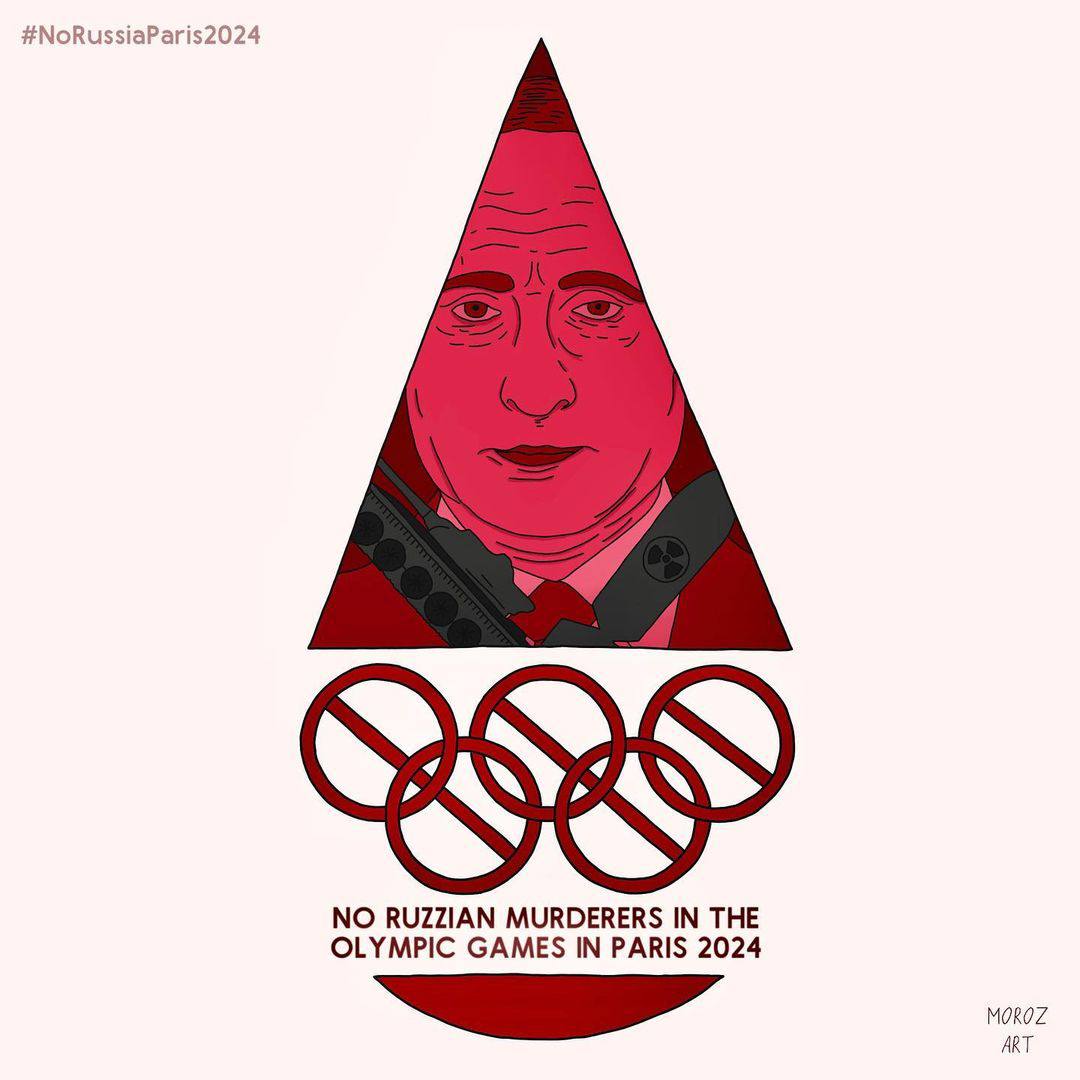 #NoRussiaParis2024
NO RUZZIAN MURDERERS IN THE
OLYMPIC GAMES IN PARIS 2024
MOROZ
ART